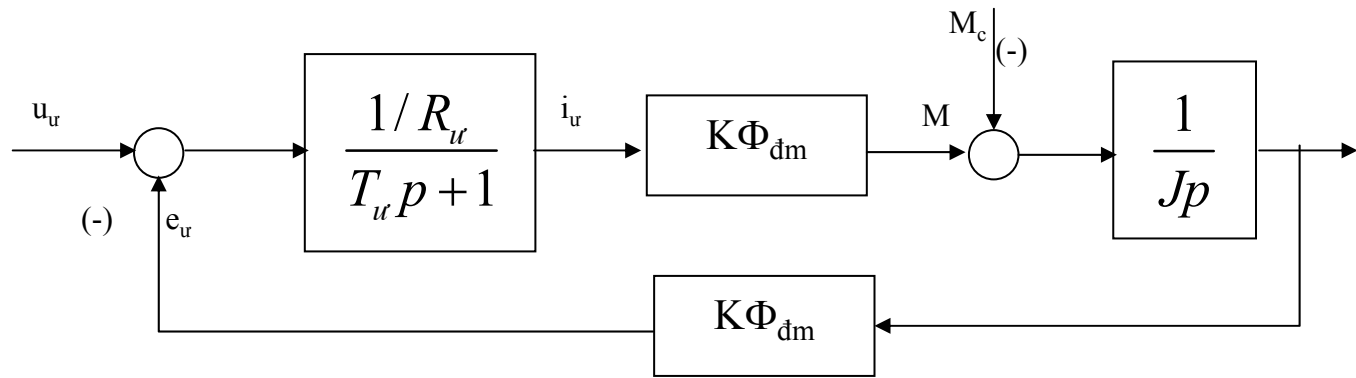 M_c
(-)
u_ư
1/R_ư
T_ư p + 1
i_ư
KΦ_đm
M
1
Jp
(-)
e_ư
KΦ_đm